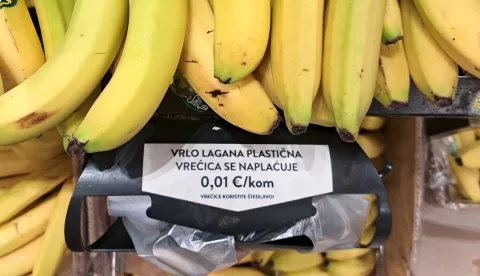 VRLO LAGANA PLASTIČNA
VREĆICA SE NAPLAĆUJE
0,01 €/kom
VREĆICE KORISTITE ŠTEDLJIVO!